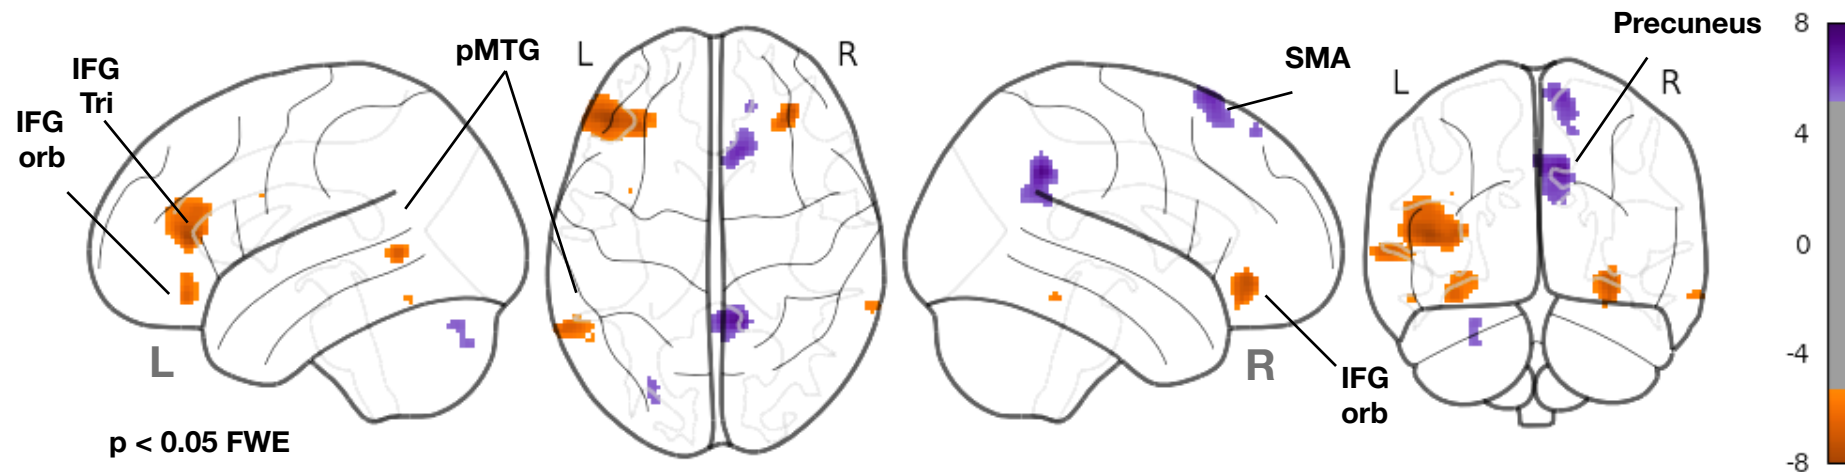 IFG
Tri
IFG
orb
pMTG
L
R
SMA
Precuneus
L
R
8
4
0
-4
-8
L
R
IFG
orb
p < 0.05 FWE